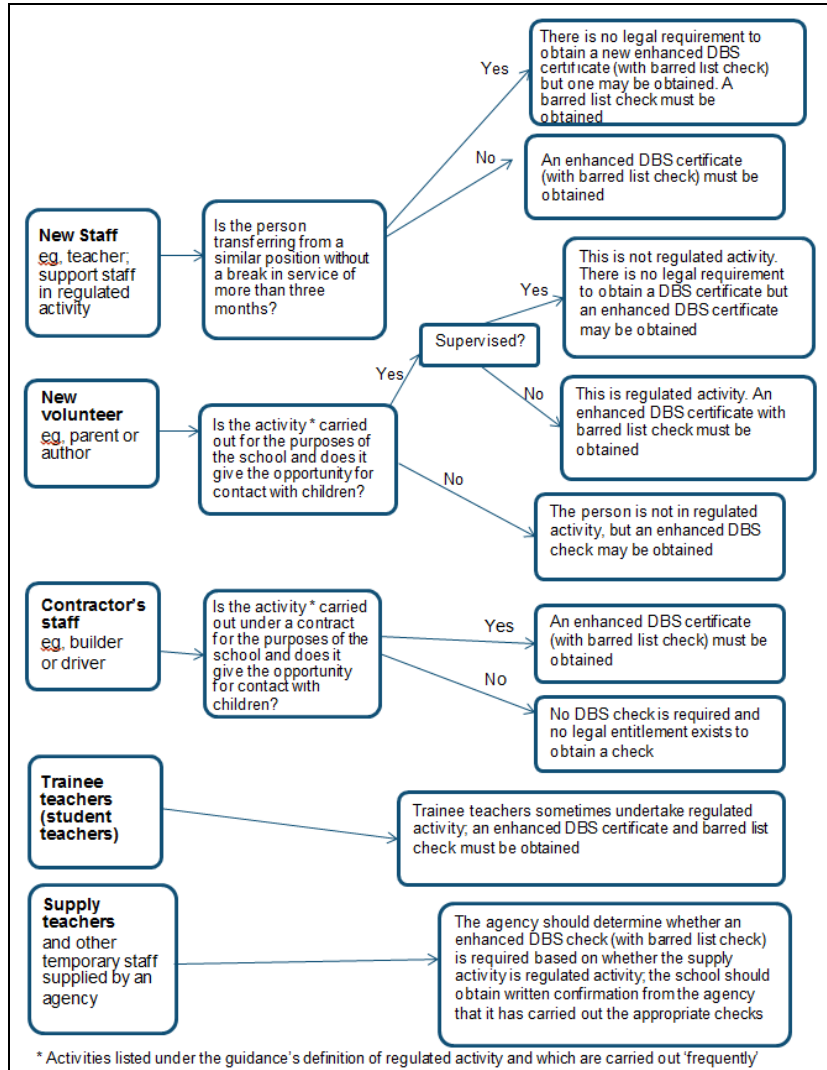 There is no legal requirement to
obtain a new enhanced DBS
certificate (with barred list check)
but one may be obtained. A
barred list check must be
obtained
Yes
No
An enhanced DBS certificate
(with barred list check) must be
obtained
New Staff
eg, teacher;
support staff
in regulated
activity
Is the person
transferring from a
similar position without
a break in service of
more than three
months?
This is not regulated activity.
There is no legal requirement
to obtain a DBS certificate but
an enhanced DBS certificate
may be obtained
Yes
Supervised?
Yes
No
This is regulated activity. An
enhanced DBS certificate with
barred list check must be
obtained
New
volunteer
eg, parent or
author
Is the activity * carried
out for the purposes of
the school and does it
give the opportunity for
contact with children?
No
The person is not in regulated
activity, but an enhanced DBS
check may be obtained
Contractor's
staff
eg, builder
or driver
Is the activity * carried
out under a contract
for the purposes of the
school and does it
give the opportunity
for contact with
children?
Yes
An enhanced DBS certificate
(with barred list check) must be
obtained
No
No DBS check is required and
no legal entitlement exists to
obtain a check
Trainee
teachers
(student
teachers)
Trainee teachers sometimes undertake regulated
activity; an enhanced DBS certificate and barred list
check must be obtained
Supply
teachers
and other
temporary staff
supplied by an
agency
The agency should determine whether an
enhanced DBS check (with barred list check)
is required based on whether the supply
activity is regulated activity; the school should
obtain written confirmation from the agency
that it has carried out the appropriate checks
* Activities listed under the guidance's definition of regulated activity and which are carried out 'frequently'